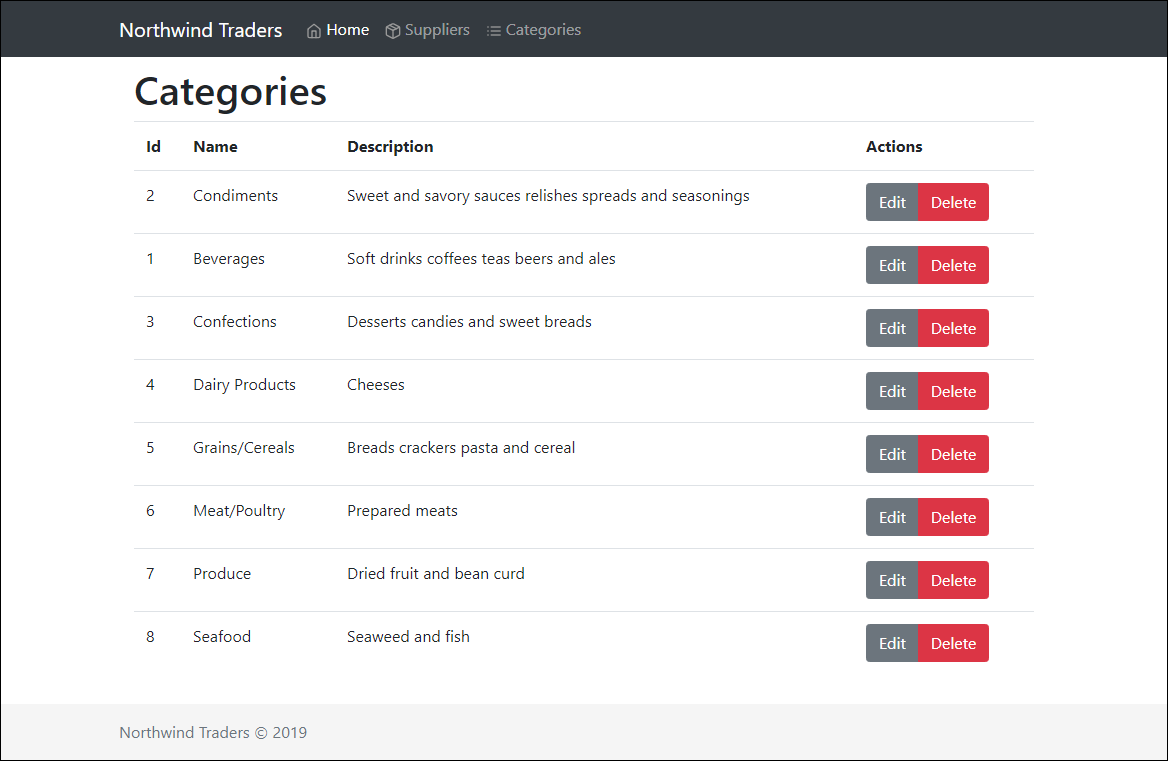 Northwind Traders Home Suppliers Categories
Categories
Id Name Description Actions
2 Condiments Sweet and savory sauces relishes spreads and seasonings Edit Delete
1 Beverages Soft drinks coffees teas beers and ales Edit Delete
3 Confections Desserts candies and sweet breads Edit Delete
4 Dairy Products Cheeses Edit Delete
5 Grains/Cereals Breads crackers pasta and cereal Edit Delete
6 Meat/Poultry Prepared meats Edit Delete
7 Produce Dried fruit and bean curd Edit Delete
8 Seafood Seaweed and fish Edit Delete
Northwind Traders © 2019